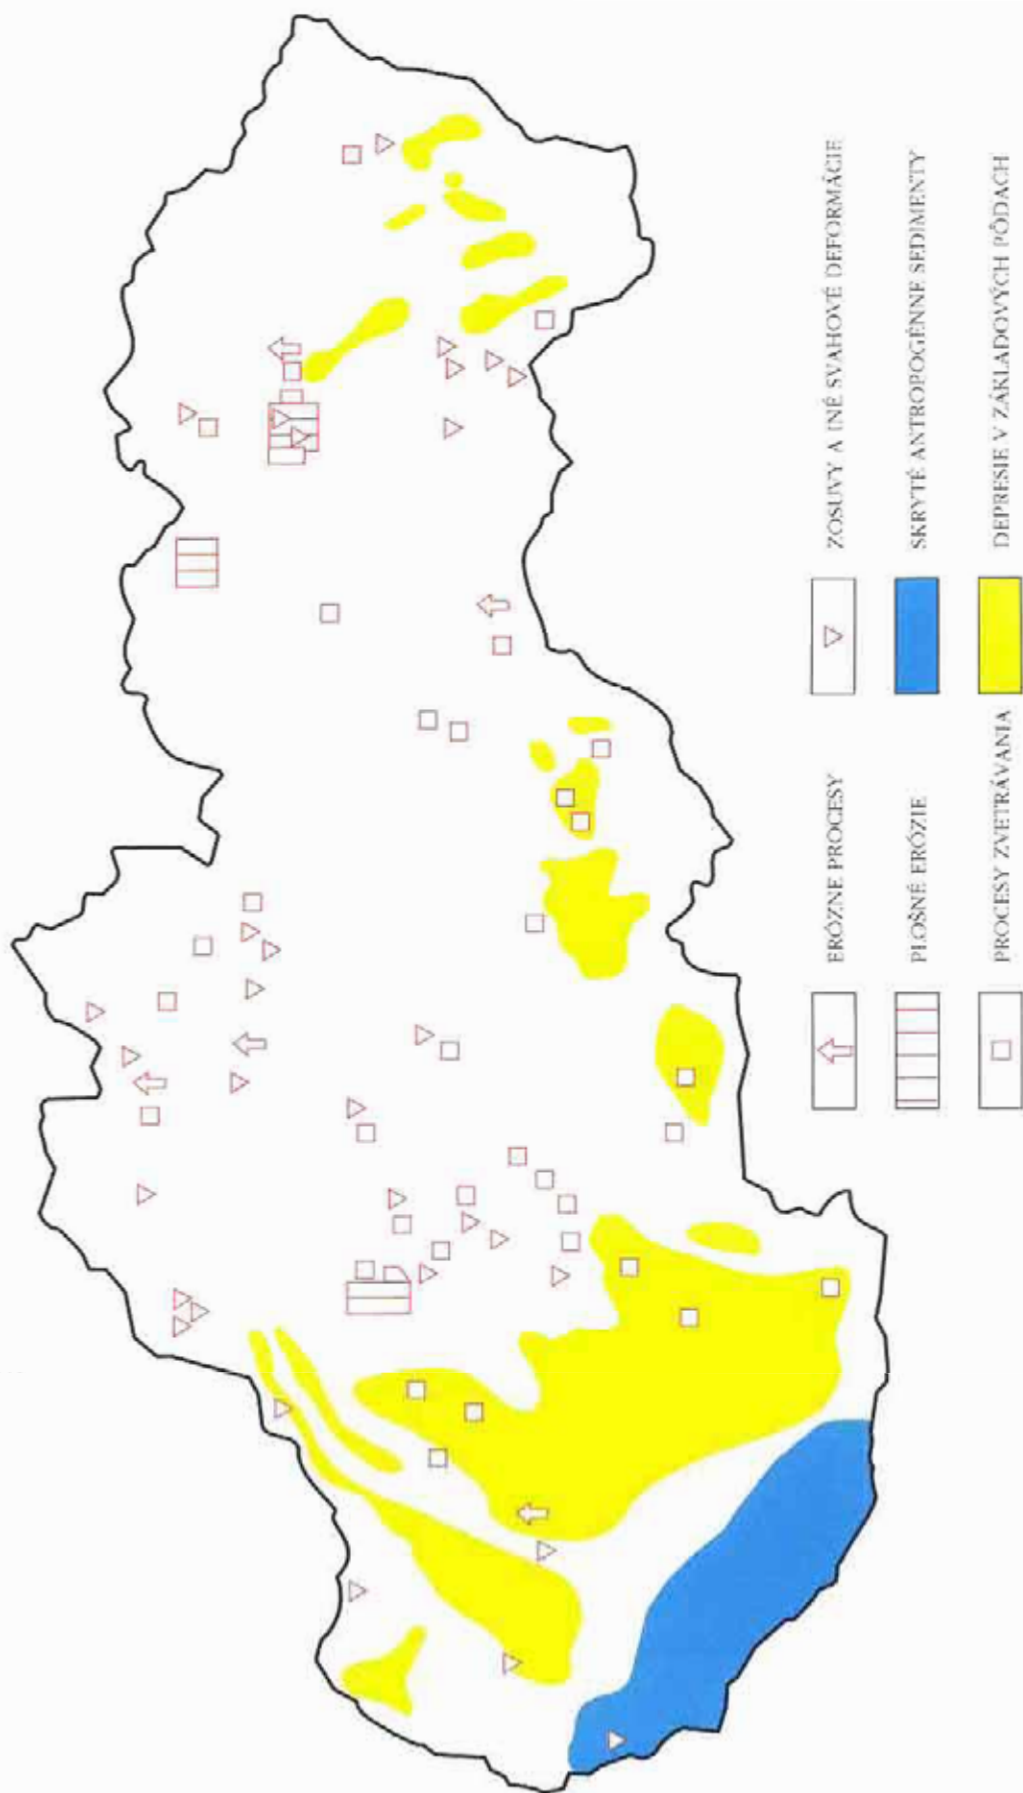 ERÓZNE PROCESY
PLOŠNÉ ERÓZIE
PROCESY ZVETRÁVANIA
ZOSUVY A INÉ SVAHOVÉ DEFORMÁCIE
SKRYTÉ ANTROPOGÉNNE SEDIMENTY
DEPRESIE V ZÁKLADOVÝCH PÔDACH